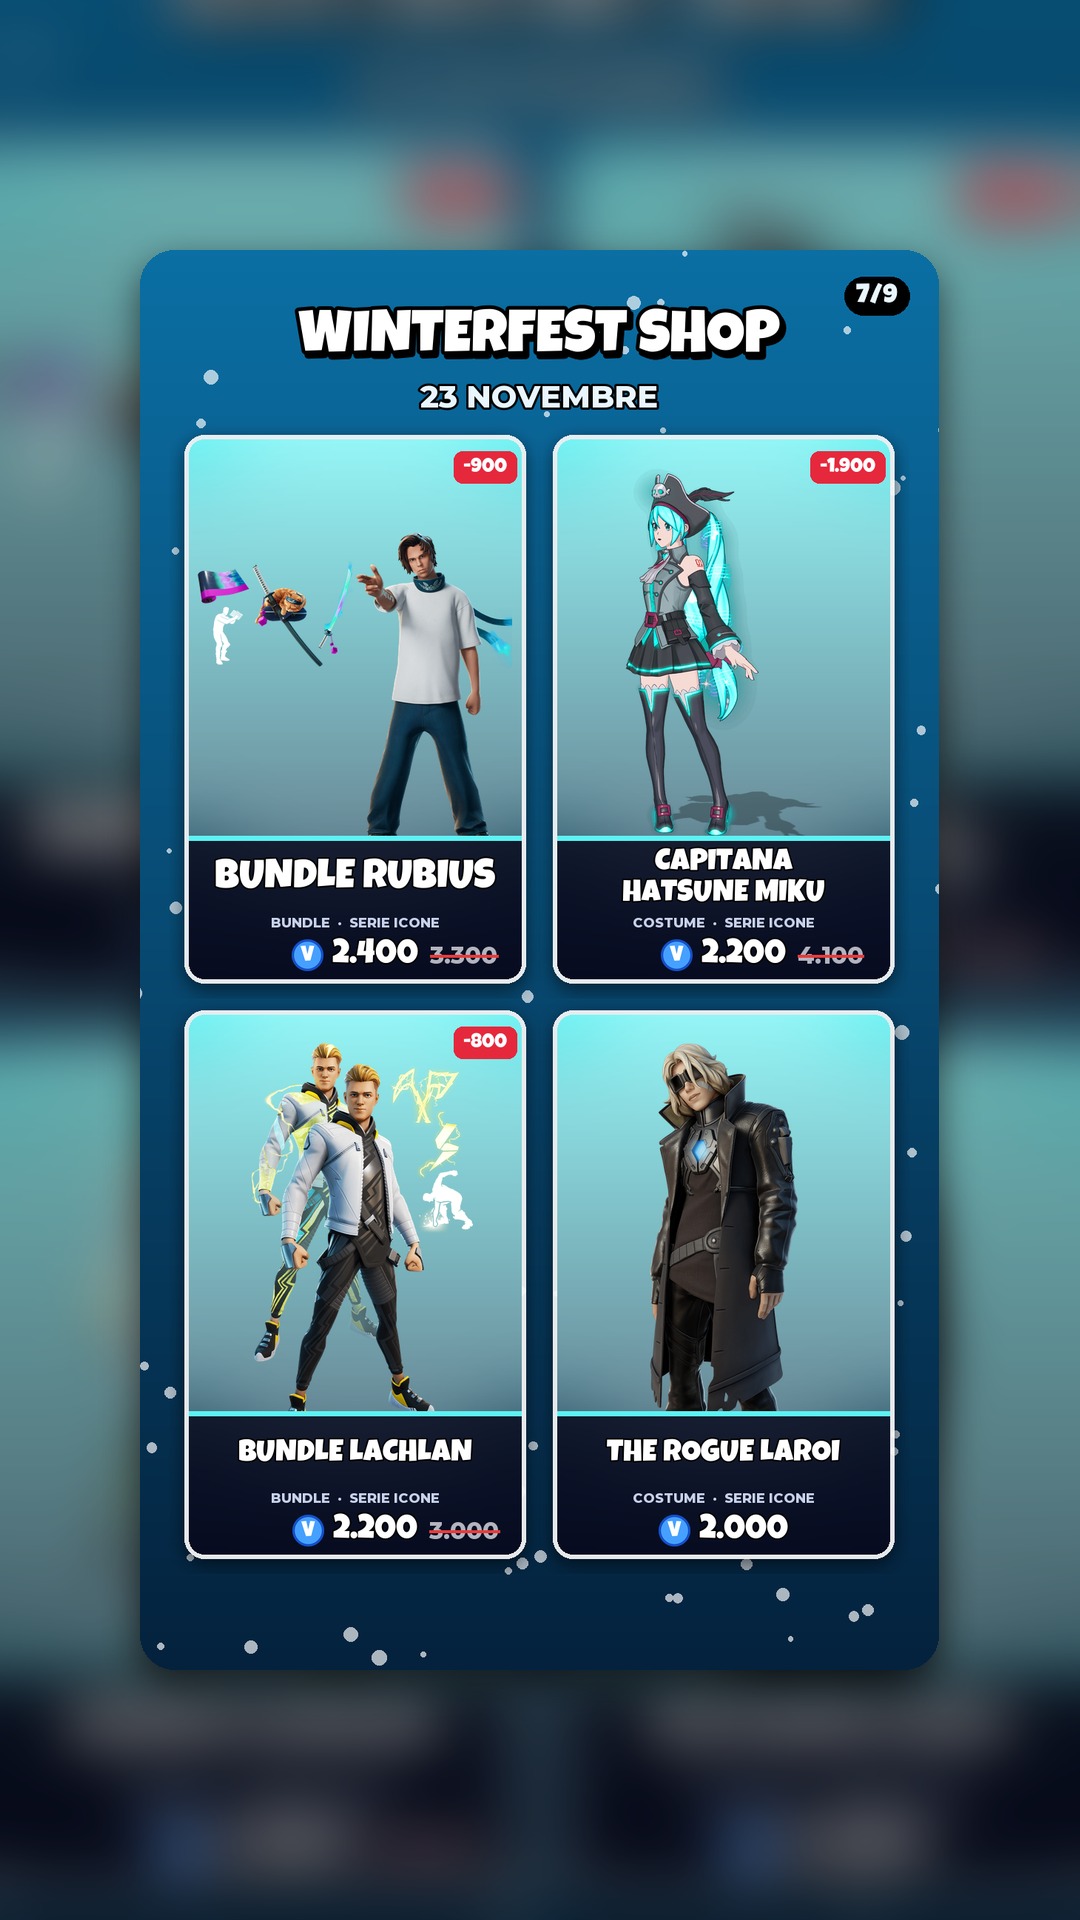 7/9
WINTERFEST SHOP
23 NOVEMBRE
-900
BUNDLE RUBIUS
BUNDLE · SERIE ICONE
V 2.400 3.300
-1.900
CAPITANA
HATSUNE MIKU
COSTUME · SERIE ICONE
V 2.200 4.100
-800
BUNDLE LACHLAN
BUNDLE · SERIE ICONE
V 2.200 3.000
THE ROGUE LAROI
COSTUME · SERIE ICONE
V 2.000